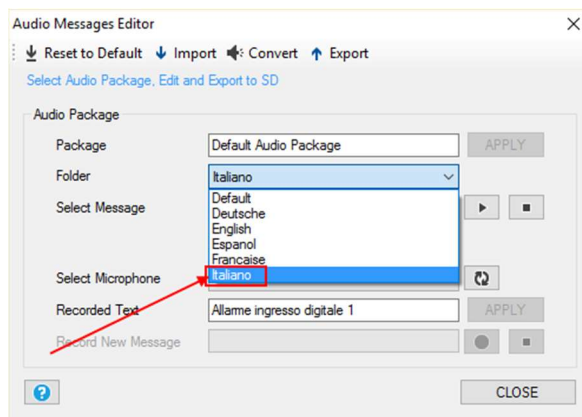 Audio Messages Editor
Reset to Default Import Convert Export
Select Audio Package, Edit and Export to SD
Audio Package
Package Default Audio Package APPLY
Folder Italiano
Select Message
Default
Deutsche
English
Espanol
Francaise
Italiano
Select Microphone
Recorded Text Allarme ingresso digitale 1 APPLY
Record New Message
CLOSE